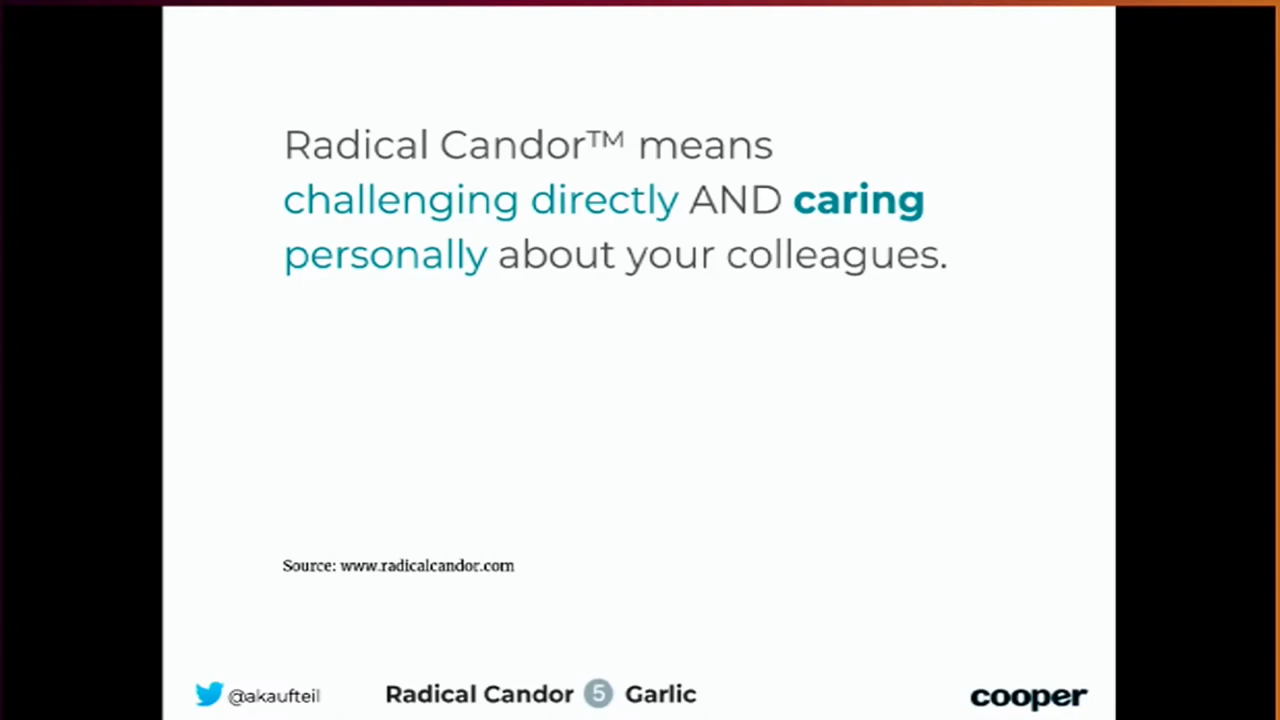 Radical Candor™ means
challenging directly AND caring
personally about your colleagues.
Source: www.radicalcandor.com
@akaufteil
Radical Candor 5 Garlic
cooper